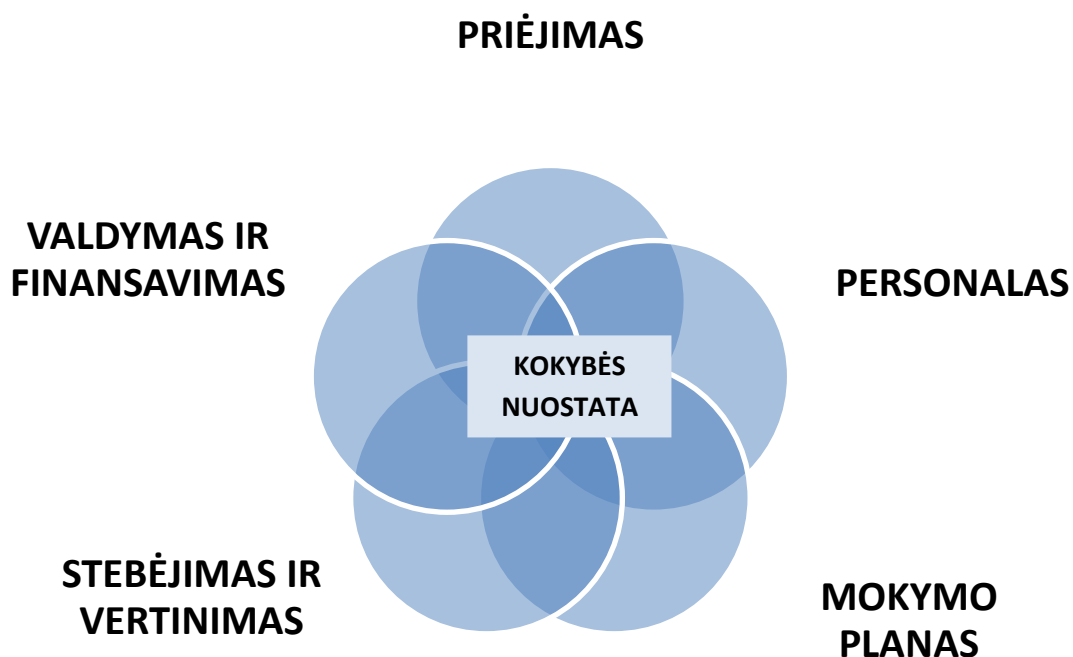 PRIĖJIMAS
VALDYMAS IR
FINANSAVIMAS
PERSONALAS
KOKYBĖS
NUOSTATA
STEBĖJIMAS IR
VERTINIMAS
MOKYMO
PLANAS